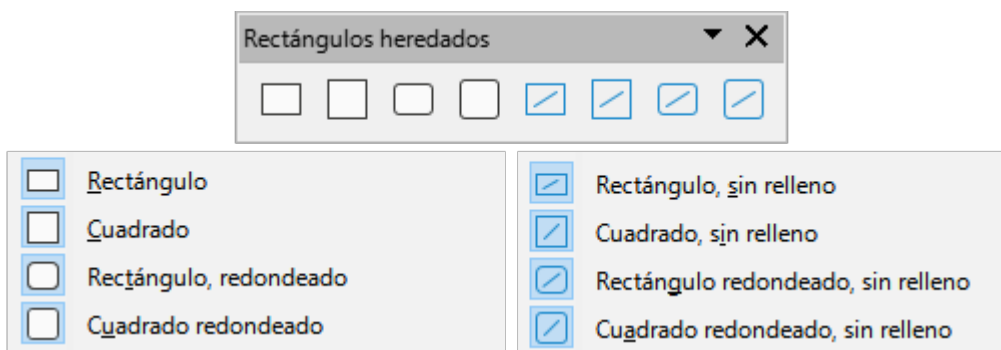 Rectángulos heredados
Rectángulo
Cuadrado
Rectángulo, redondeado
Cuadrado redondeado
Rectángulo, sin relleno
Cuadrado, sin relleno
Rectángulo redondeado, sin relleno
Cuadrado redondeado, sin relleno